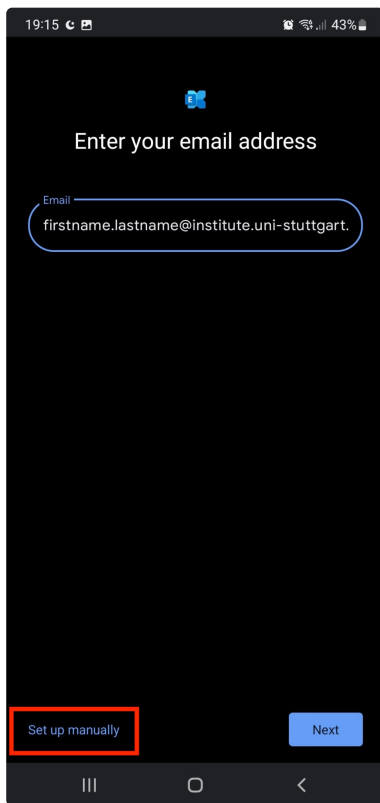 19:15 43%
E
Enter your email address
Email
firstname.lastname@institute.uni-stuttgart.
Set up manually Next